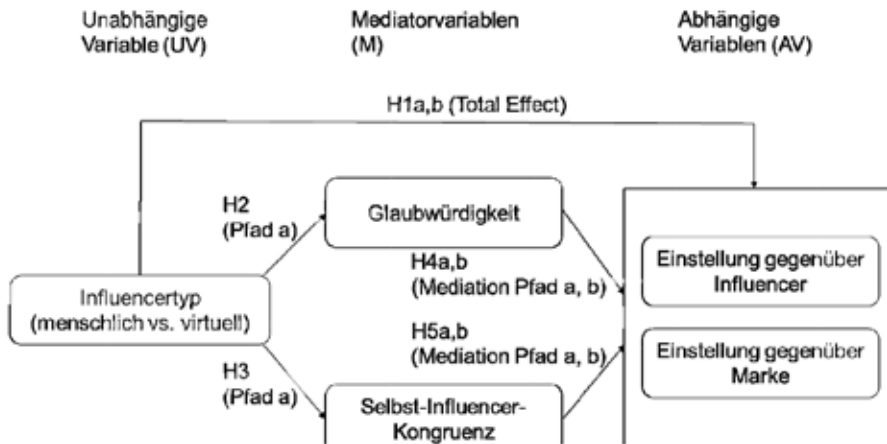 Unabhängige
Variable (UV)
Mediatorvariablen
(M)
Abhängige
Variablen (AV)
H1a,b (Total Effect)
H2
(Pfad a)
Glaubwürdigkeit
H4a,b
(Mediation Pfad a, b)
Einstellung gegenüber
Influencer
Influencertyp
(menschlich vs. virtuell)
H5a,b
(Mediation Pfad a, b)
Einstellung gegenüber
Marke
H3
(Pfad a)
Selbst-Influencer-
Kongruenz